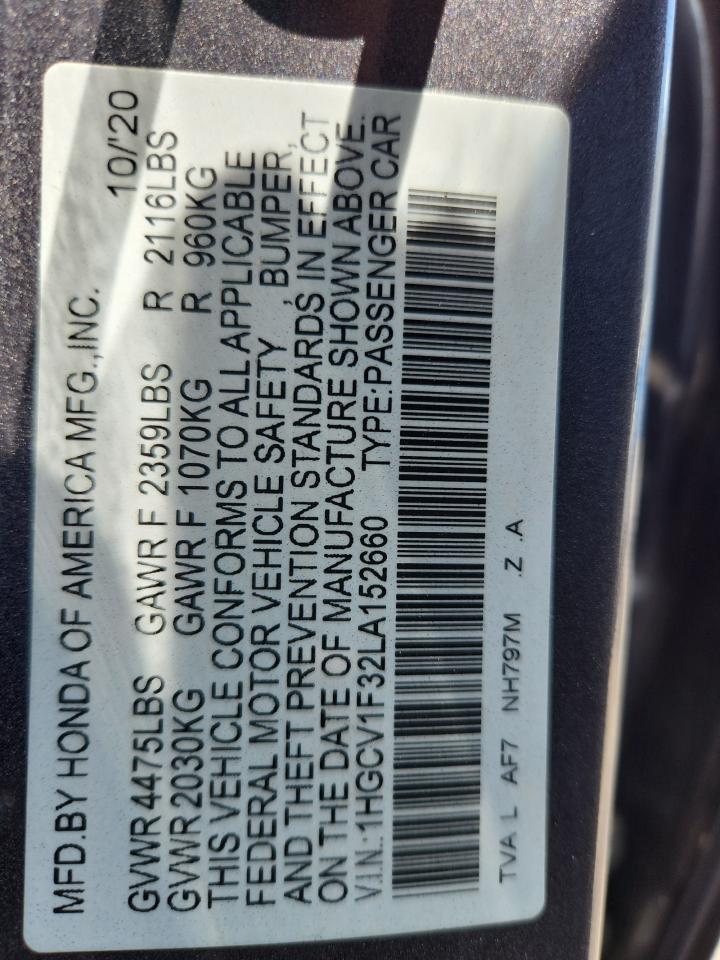 MFD.BY HONDA OF AMERICA MFG.,INC. 10/'20
GVWR 4475LBS GAWR F 2359LBS R 2116LBS
GVWR 2030KG GAWR F 1070KG R 960KG
THIS VEHICLE CONFORMS TO ALL APPLICABLE
FEDERAL MOTOR VEHICLE SAFETY , BUMPER,
AND THEFT PREVENTION STANDARDS IN EFFECT
ON THE DATE OF MANUFACTURE SHOWN ABOVE.
V.I.N.:1HGCV1F32LA152660 TYPE:PASSENGER CAR
TVA L AF7 NH797M .Z .A